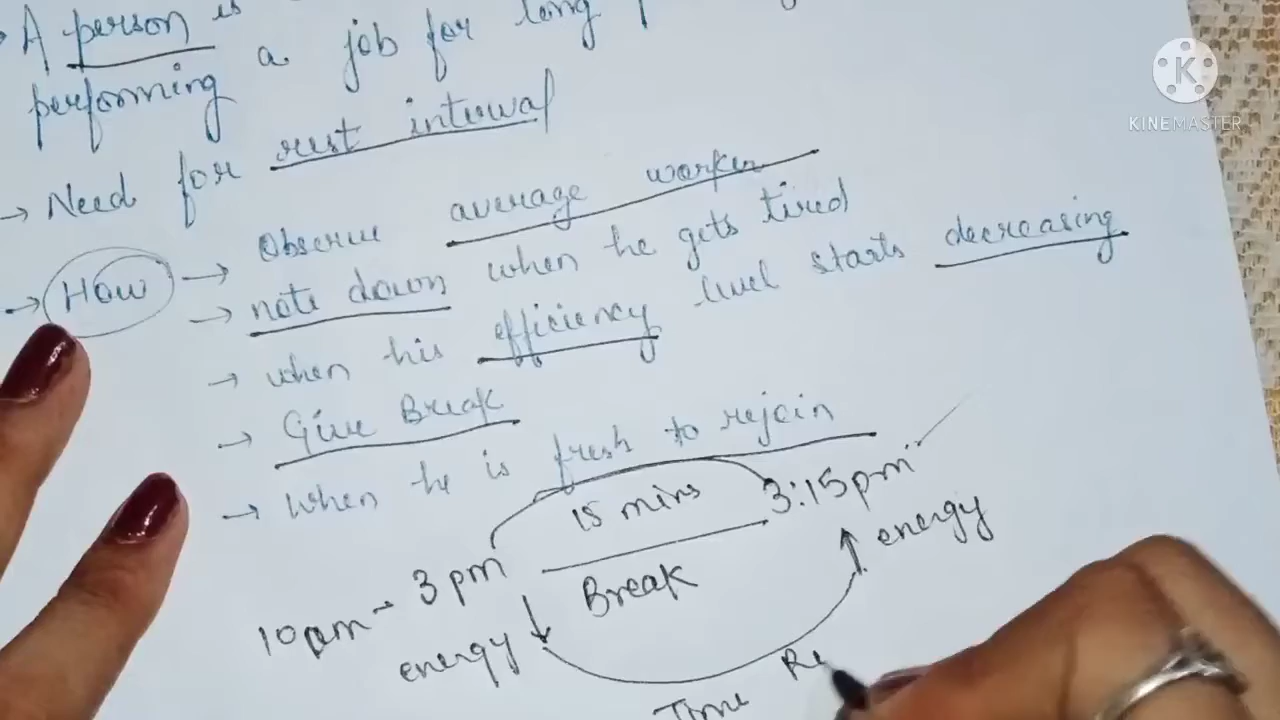 A person is
performing a job for long
→ Need for rest interval
→ How → Observe average worker
→ note down when he gets tired
→ when his efficiency level starts decreasing
→ Give Break
→ When he is fresh to rejoin
10am - 3pm 15 mins Break 3:15pm
energy ↓ ↑ energy
Time Re
KINEMASTER